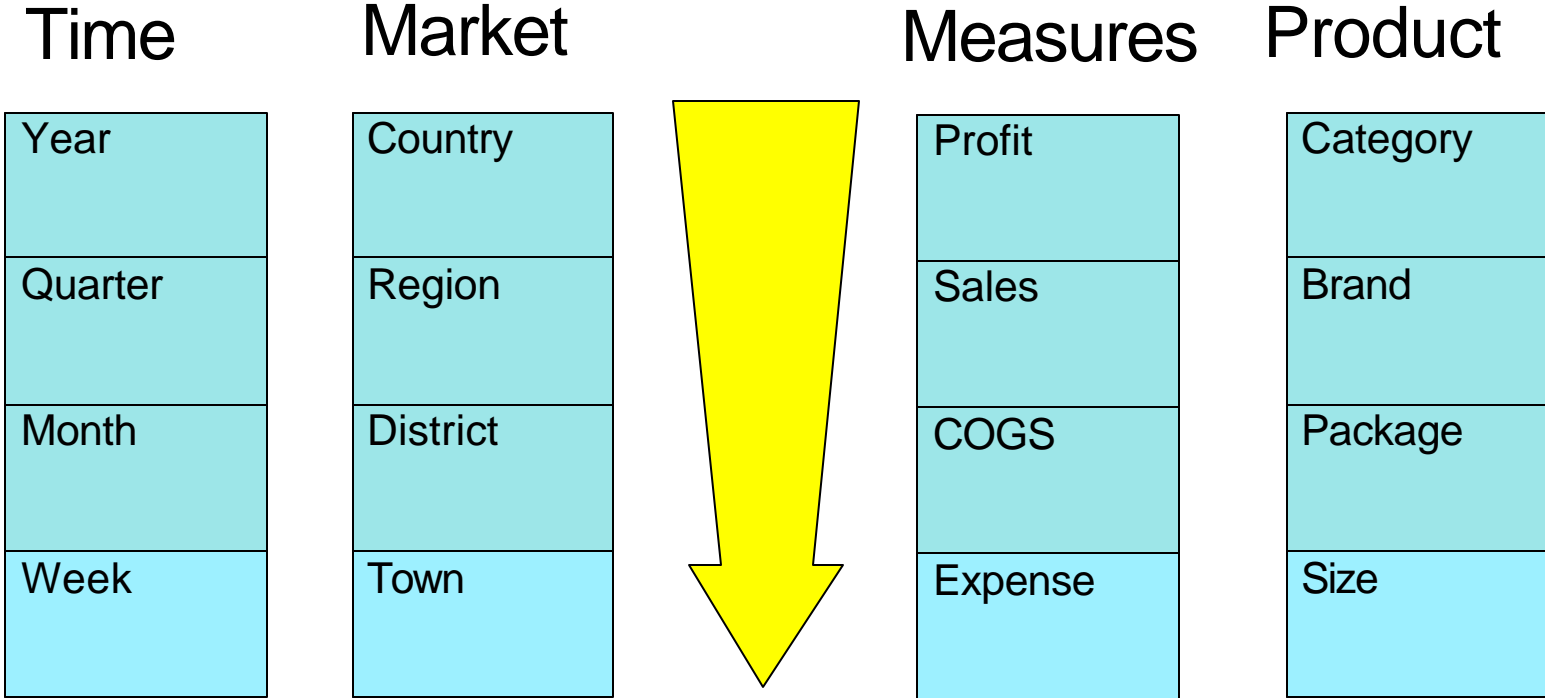 Time Market Measures Product
Year Country Profit Category
Quarter Region Sales Brand
Month District COGS Package
Week Town Expense Size